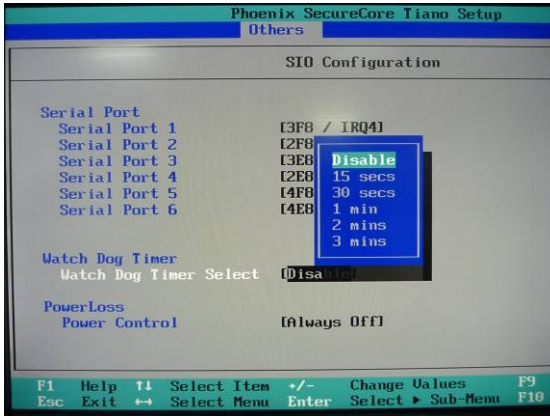 Phoenix SecureCore Tiano Setup
Others
SIO Configuration
Serial Port
Serial Port 1 [3F8 / IRQ4]
Serial Port 2 [2F8
Serial Port 3 [3E8
Serial Port 4 [2E8
Serial Port 5 [4F8
Serial Port 6 [4E8
Disable
15 secs
30 secs
1 min
2 mins
3 mins
Watch Dog Timer
Watch Dog Timer Select [Disable]
PowerLoss
Power Control [Always Off]
F1 Help ↑↓ Select Item +/- Change Values F9
Esc Exit ↔ Select Menu Enter Select ▶ Sub-Menu F10